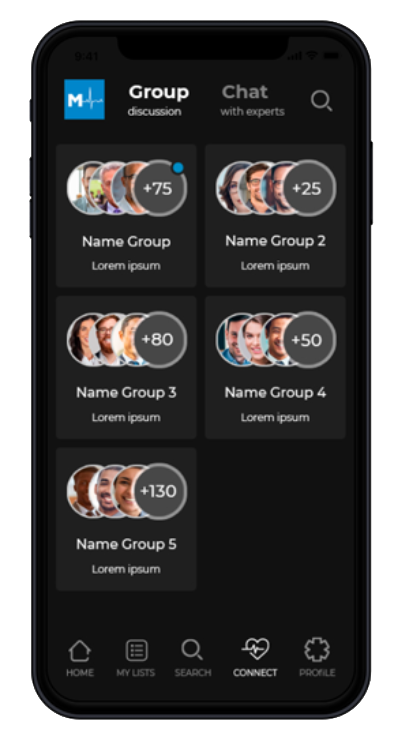 9:41
M
Group
discussion
Chat
with experts
+75
Name Group
Lorem ipsum
+25
Name Group 2
Lorem ipsum
+80
Name Group 3
Lorem ipsum
+50
Name Group 4
Lorem ipsum
+130
Name Group 5
Lorem ipsum
HOME
MY LISTS
SEARCH
CONNECT
PROFILE